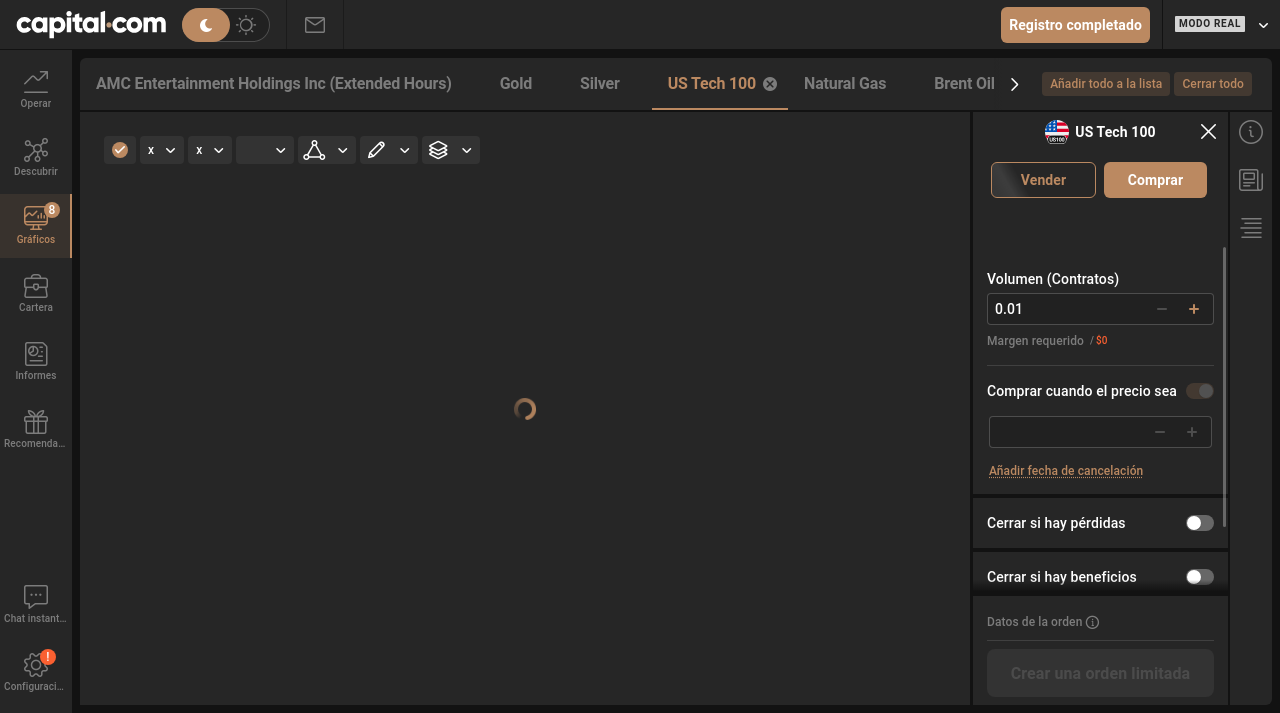 capital.com
Registro completado
MODO REAL
Operar
Descubrir
8
Gráficos
Cartera
Informes
Recomenda...
Chat instant...
!
Configuraci...
AMC Entertainment Holdings Inc (Extended Hours)
Gold
Silver
US Tech 100
Natural Gas
Brent Oil
Añadir todo a la lista
Cerrar todo
x
x
US100
US Tech 100
Vender
Comprar
Volumen (Contratos)
0.01
Margen requerido / $0
Comprar cuando el precio sea
Añadir fecha de cancelación
Cerrar si hay pérdidas
Cerrar si hay beneficios
Datos de la orden
Crear una orden limitada